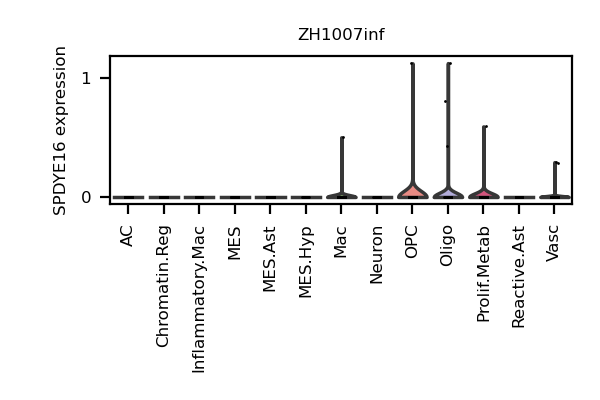 ZH1007inf
SPDYE16 expression
1
0
AC
Chromatin.Reg
Inflammatory.Mac
MES
MES.Ast
MES.Hyp
Mac
Neuron
OPC
Oligo
Prolif.Metab
Reactive.Ast
Vasc